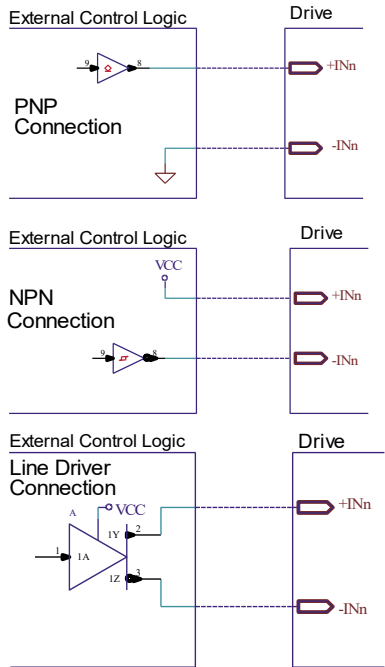 External Control Logic
Drive
9
8
+INn
PNP
Connection
-INn
External Control Logic
Drive
VCC
+INn
NPN
Connection
9
8
-INn
External Control Logic
Drive
Line Driver
Connection
A
VCC
+INn
1Y
2
1
1A
1Z
3
-INn